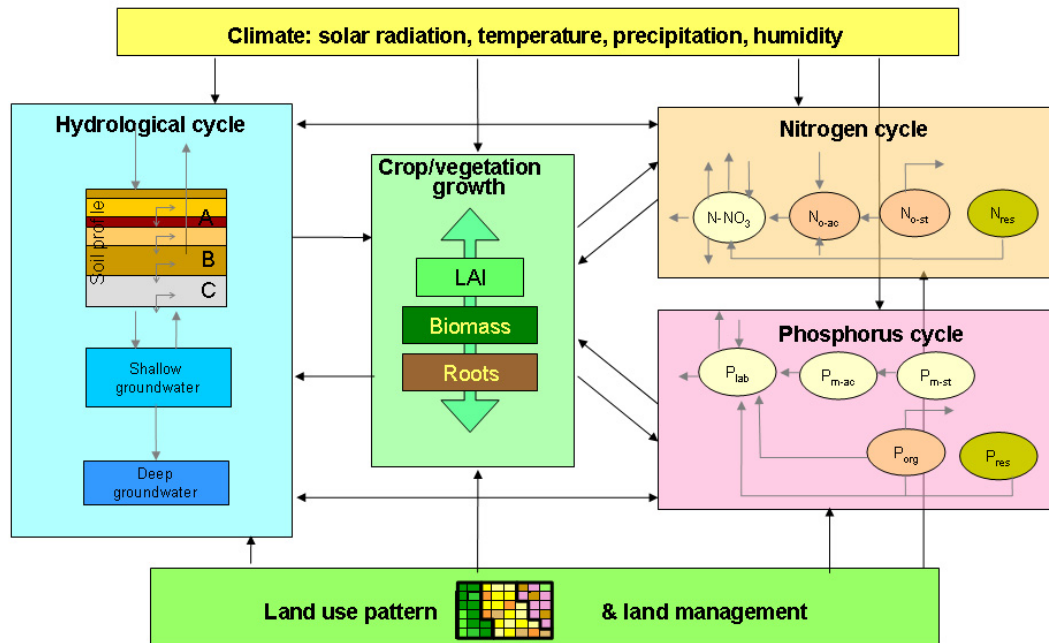 Climate: solar radiation, temperature, precipitation, humidity
Hydrological cycle
Soil profile
A
B
C
Shallow
groundwater
Deep
groundwater
Crop/vegetation
growth
LAI
Biomass
Roots
Nitrogen cycle
N-NO3
No-ac
No-st
Nres
Phosphorus cycle
Plab
Pm-ac
Pm-st
Porg
Pres
Land use pattern & land management